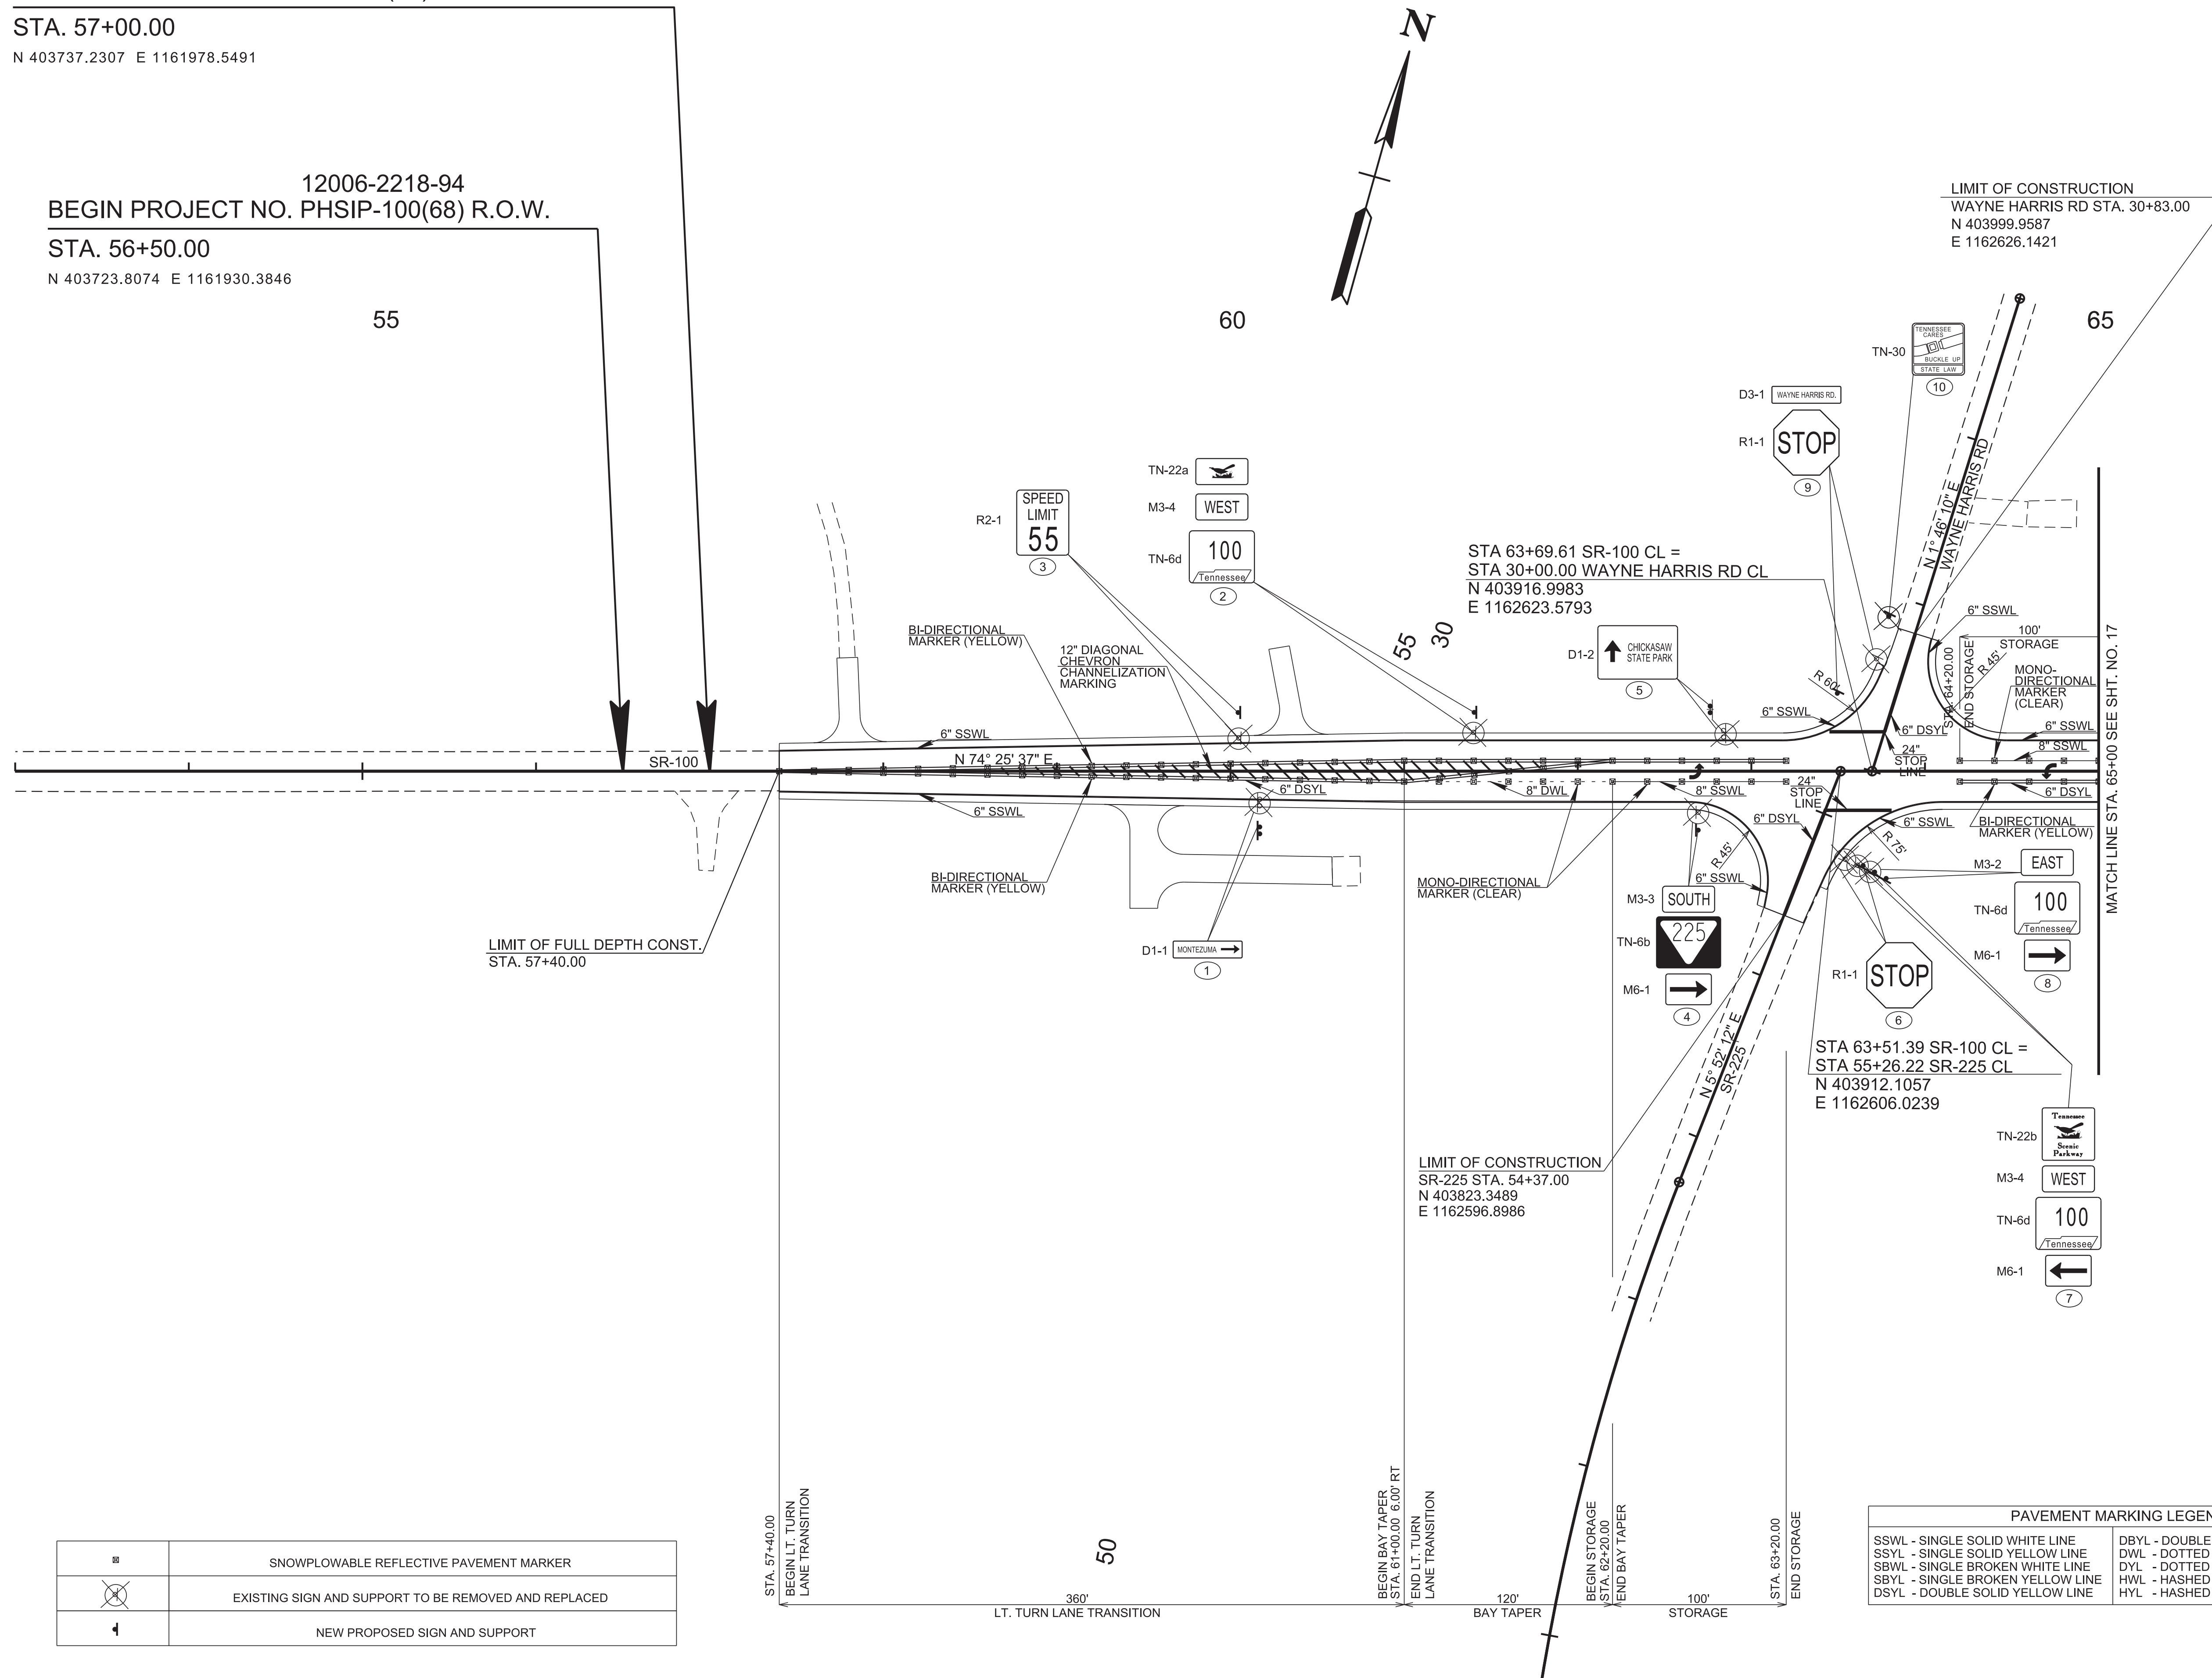 STA. 57+00.00
N 403737.2307 E 1161978.5491
12006-2218-94
BEGIN PROJECT NO. PHSIP-100(68) R.O.W.
STA. 56+50.00
N 403723.8074 E 1161930.3846
N
LIMIT OF CONSTRUCTION
WAYNE HARRIS RD STA. 30+83.00
N 403999.9587
E 1162626.1421
55
60
65
TN-30
TENNESSEE
CARES
BUCKLE UP
STATE LAW
10
D3-1
WAYNE HARRIS RD.
R1-1
STOP
9
N 1° 46' 10" E
WAYNE HARRIS RD
TN-22a
M3-4
WEST
TN-6d
100
Tennessee
2
R2-1
SPEED
LIMIT
55
3
STA 63+69.61 SR-100 CL =
STA 30+00.00 WAYNE HARRIS RD CL
N 403916.9983
E 1162623.5793
55
30
D1-2
CHICKASAW
STATE PARK
5
BI-DIRECTIONAL
MARKER (YELLOW)
12" DIAGONAL
CHEVRON
CHANNELIZATION
MARKING
6" SSWL
100'
STORAGE
R 45'
R 60'
STA. 64+20.00
END STORAGE
MONO-
DIRECTIONAL
MARKER
(CLEAR)
MATCH LINE STA. 65+00 SEE SHT. NO. 17
6" SSWL
6" SSWL
6" DSYL
6" SSWL
8" SSWL
24"
STOP
LINE
SR-100
N 74° 25' 37" E
6" DSYL
8" DWL
8" SSWL
24"
STOP
LINE
6" DSYL
6" SSWL
6" DSYL
6" SSWL
BI-DIRECTIONAL
MARKER (YELLOW)
R 45'
R 75'
6" SSWL
BI-DIRECTIONAL
MARKER (YELLOW)
MONO-DIRECTIONAL
MARKER (CLEAR)
M3-2
EAST
TN-6d
100
Tennessee
M6-1
8
M3-3
SOUTH
TN-6b
225
M6-1
4
D1-1
MONTEZUMA
1
LIMIT OF FULL DEPTH CONST.
STA. 57+40.00
R1-1
STOP
6
STA 63+51.39 SR-100 CL =
STA 55+26.22 SR-225 CL
N 403912.1057
E 1162606.0239
N 5° 52' 12" E
SR-225
TN-22b
Tennessee
Scenic
Parkway
M3-4
WEST
TN-6d
100
Tennessee
M6-1
7
LIMIT OF CONSTRUCTION
SR-225 STA. 54+37.00
N 403823.3489
E 1162596.8986
50
STA. 57+40.00
BEGIN LT. TURN
LANE TRANSITION
BEGIN BAY TAPER
STA. 61+00.00 6.00' RT
END LT. TURN
LANE TRANSITION
BEGIN STORAGE
STA. 62+20.00
END BAY TAPER
STA. 63+20.00
END STORAGE
360'
LT. TURN LANE TRANSITION
120'
BAY TAPER
100'
STORAGE
SNOWPLOWABLE REFLECTIVE PAVEMENT MARKER
EXISTING SIGN AND SUPPORT TO BE REMOVED AND REPLACED
NEW PROPOSED SIGN AND SUPPORT
PAVEMENT MARKING LEGEN
SSWL - SINGLE SOLID WHITE LINE
SSYL - SINGLE SOLID YELLOW LINE
SBWL - SINGLE BROKEN WHITE LINE
SBYL - SINGLE BROKEN YELLOW LINE
DSYL - DOUBLE SOLID YELLOW LINE
DBYL - DOUBLE
DWL - DOTTED
DYL - DOTTED
HWL - HASHED
HYL - HASHED